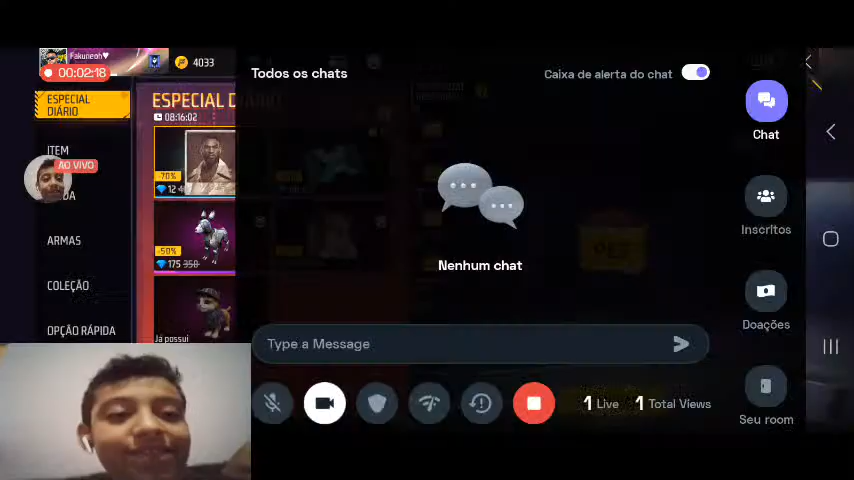 Fakuneoh♥
4033
00:02:18
Todos os chats
Caixa de alerta do chat
ESPECIAL DIÁRIO
ESPECIAL D
08:16:02
ITEM
AO VIVO
DA
-70%
12
ARMAS
-50%
175 350
COLEÇÃO
OPÇÃO RÁPIDA
Já possui
Nenhum chat
Type a Message
1 Live
1 Total Views
Chat
Inscritos
Doações
Seu room